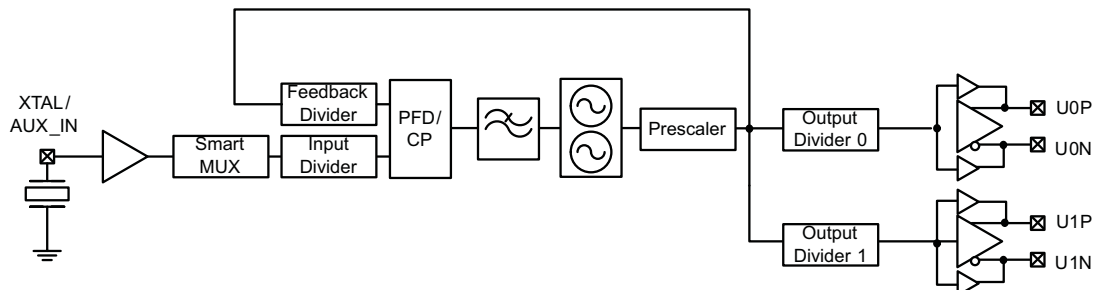 XTAL/
AUX_IN
Smart
MUX
Feedback
Divider
Input
Divider
PFD/
CP
Prescaler
Output
Divider 0
Output
Divider 1
U0P
U0N
U1P
U1N